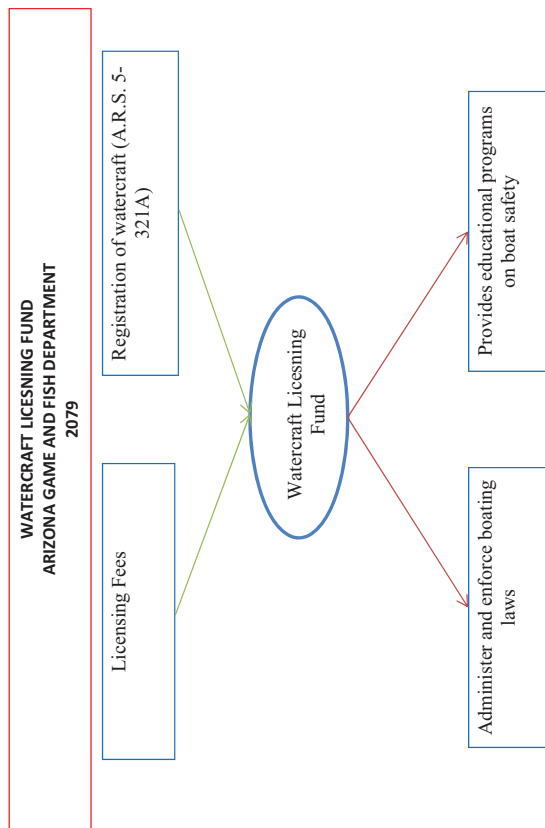 WATERCRAFT LICESNING FUND
ARIZONA GAME AND FISH DEPARTMENT
2079
Licensing Fees
Registration of watercraft (A.R.S. 5-
321A)
Watercraft Licesning
Fund
Administer and enforce boating
laws
Provides educational programs
on boat safety